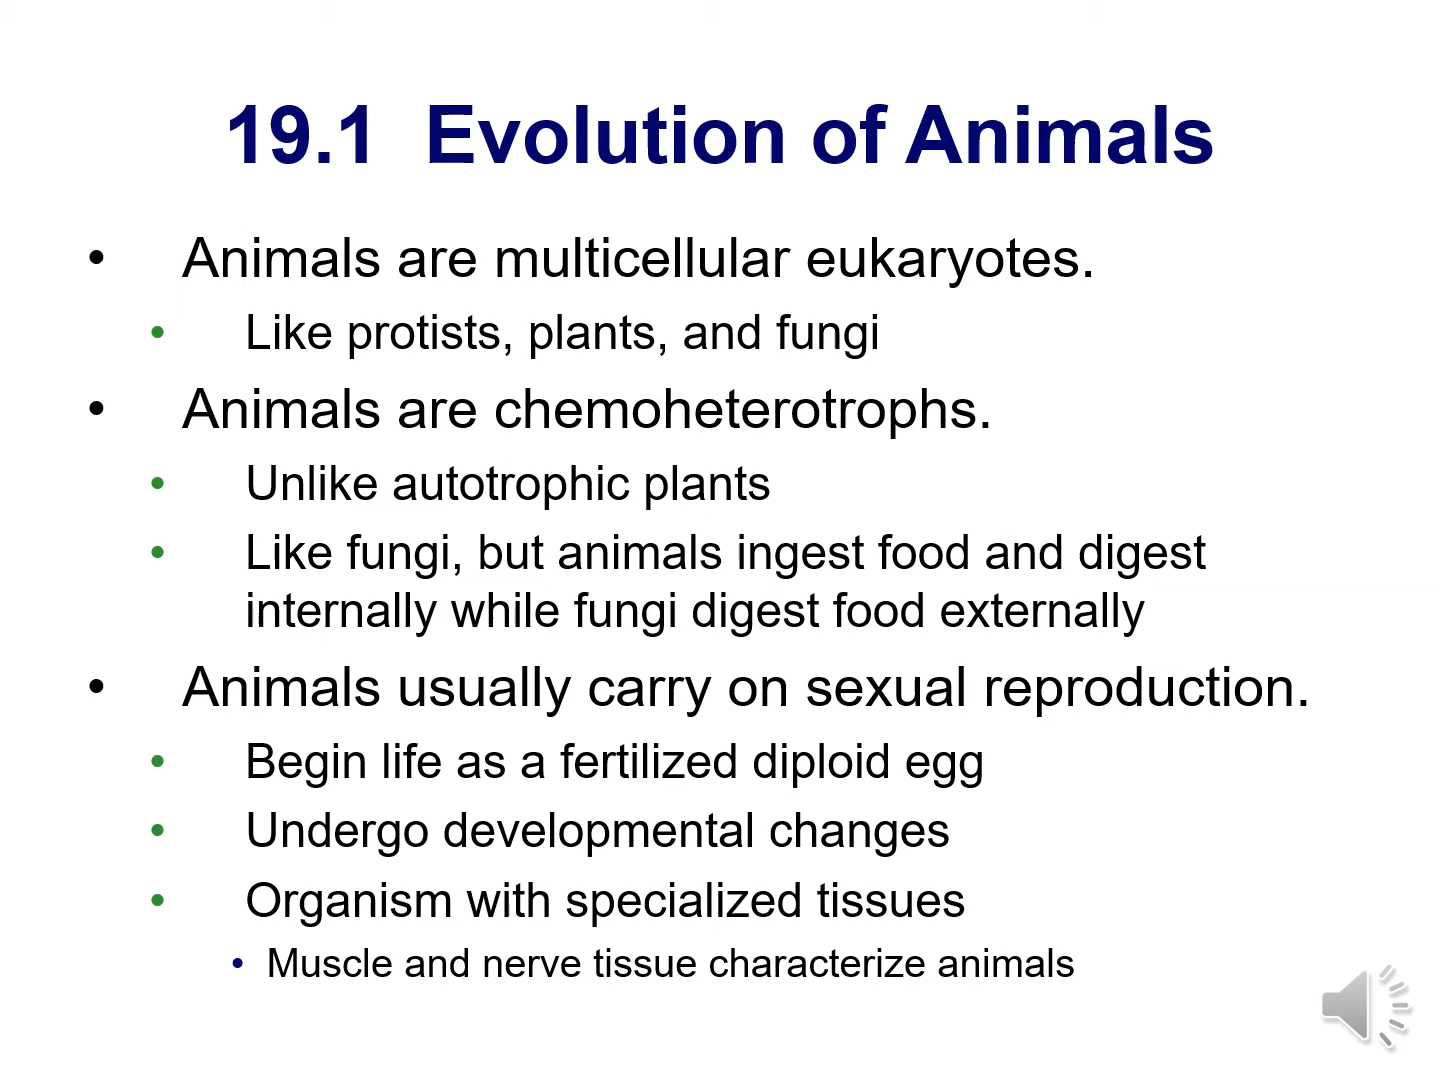 19.1 Evolution of Animals
• Animals are multicellular eukaryotes.
• Like protists, plants, and fungi
• Animals are chemoheterotrophs.
• Unlike autotrophic plants
• Like fungi, but animals ingest food and digest
internally while fungi digest food externally
• Animals usually carry on sexual reproduction.
• Begin life as a fertilized diploid egg
• Undergo developmental changes
• Organism with specialized tissues
• Muscle and nerve tissue characterize animals